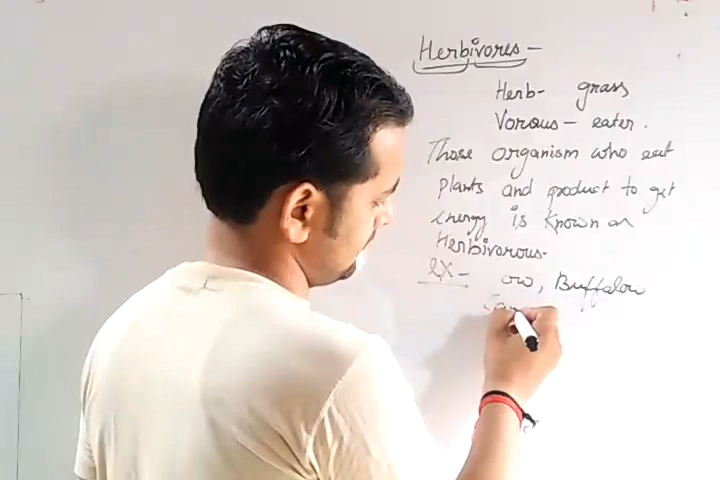 Herbivores -
Herb- grass
Vorous - eater.
Those organism who eat
plants and product to get
energy is known as
Herbivorous-
ex- ow, Buffalow